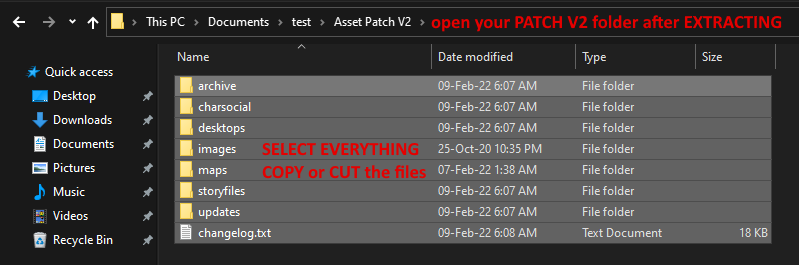 This PC > Documents > test > Asset Patch V2 > open your PATCH V2 folder after EXTRACTING
Name Date modified Type Size
Quick access
Desktop
Downloads
Documents
Pictures
Music
Videos
Recycle Bin
archive 09-Feb-22 6:07 AM File folder
charsocial 09-Feb-22 6:07 AM File folder
desktops 09-Feb-22 6:07 AM File folder
images SELECT EVERYTHING 25-Oct-20 10:35 PM File folder
maps COPY or CUT the files 07-Feb-22 1:38 AM File folder
storyfiles 09-Feb-22 6:07 AM File folder
updates 09-Feb-22 6:07 AM File folder
changelog.txt 09-Feb-22 6:08 AM Text Document 18 KB